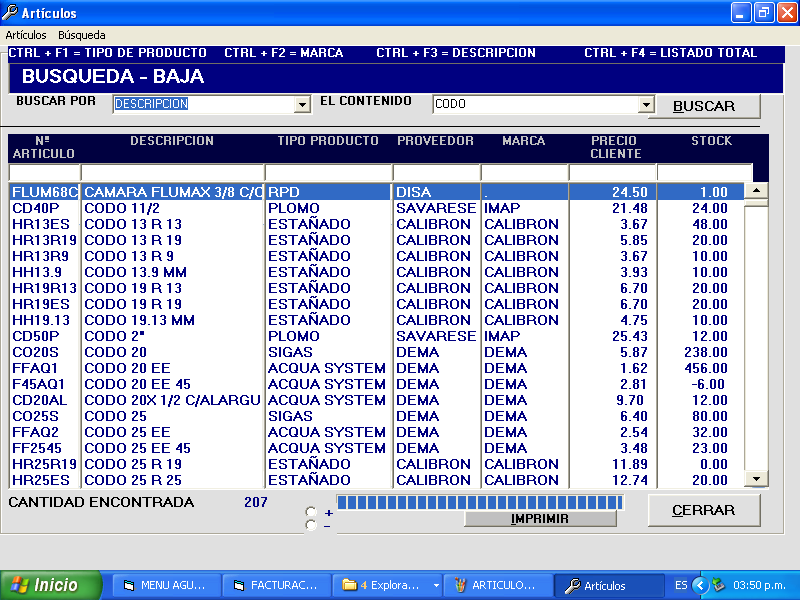 Artículos
Artículos Búsqueda
CTRL + F1 = TIPO DE PRODUCTO CTRL + F2 = MARCA CTRL + F3 = DESCRIPCION CTRL + F4 = LISTADO TOTAL
BUSQUEDA - BAJA
BUSCAR POR DESCRIPCION EL CONTENIDO CODO BUSCAR
Nº ARTICULO DESCRIPCION TIPO PRODUCTO PROVEEDOR MARCA PRECIO CLIENTE STOCK
FLUM68C CAMARA FLUMAX 3/8 C/C RPD DISA . 24.50 1.00
CD40P CODO 11/2 PLOMO SAVARESE IMAP 21.48 24.00
HR13ES CODO 13 R 13 ESTAÑADO CALIBRON CALIBRON 3.67 48.00
HR13R19 CODO 13 R 19 ESTAÑADO CALIBRON CALIBRON 5.85 20.00
HR13R9 CODO 13 R 9 ESTAÑADO CALIBRON CALIBRON 3.67 10.00
HH13.9 CODO 13.9 MM ESTAÑADO CALIBRON CALIBRON 3.93 10.00
HR19R13 CODO 19 R 13 ESTAÑADO CALIBRON CALIBRON 6.70 20.00
HR19ES CODO 19 R 19 ESTAÑADO CALIBRON CALIBRON 6.70 20.00
HH19.13 CODO 19.13 MM ESTAÑADO CALIBRON CALIBRON 4.75 10.00
CD50P CODO 2" PLOMO SAVARESE IMAP 25.43 12.00
CO20S CODO 20 SIGAS DEMA DEMA 5.87 238.00
FFAQ1 CODO 20 EE ACQUA SYSTEM DEMA DEMA 1.62 456.00
F45AQ1 CODO 20 EE 45 ACQUA SYSTEM DEMA DEMA 2.81 -6.00
CD20AL CODO 20X 1/2 C/ALARGU ACQUA SYSTEM DEMA DEMA 9.70 12.00
CO25S CODO 25 SIGAS DEMA DEMA 6.40 80.00
FFAQ2 CODO 25 EE ACQUA SYSTEM DEMA DEMA 2.54 32.00
FF2545 CODO 25 EE 45 ACQUA SYSTEM DEMA DEMA 3.48 23.00
HR25R19 CODO 25 R 19 ESTAÑADO CALIBRON CALIBRON 11.89 0.00
HR25ES CODO 25 R 25 ESTAÑADO CALIBRON CALIBRON 12.74 20.00
CANTIDAD ENCONTRADA 207
+
-
IMPRIMIR
CERRAR
Inicio MENU AGU... FACTURAC... 4 Explora... ARTICULO... Artículos ES 03:50 p.m.